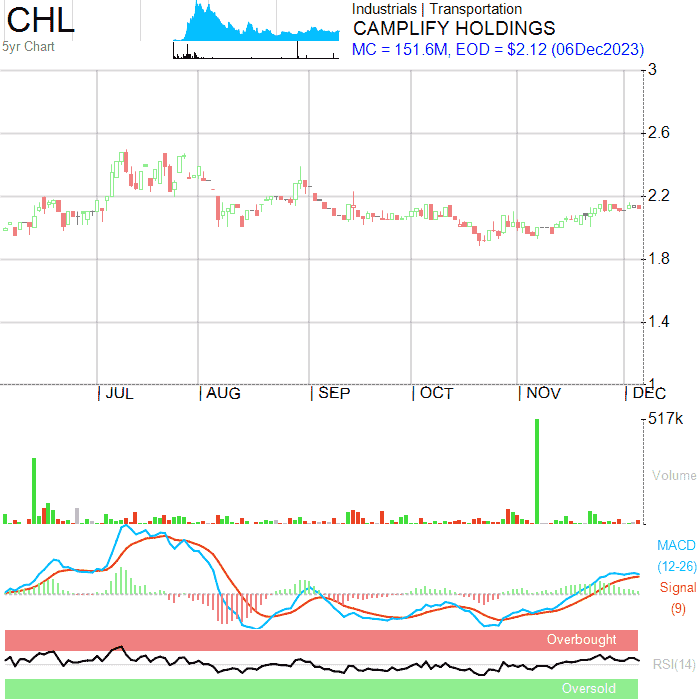 CHL
5yr Chart
Industrials | Transportation
CAMPLIFY HOLDINGS
MC = 151.6M, EOD = $2.12 (06Dec2023)
3
2.6
2.2
1.8
1.4
1
JUL AUG SEP OCT NOV DEC
517k
Volume
MACD
(12-26)
Signal
(9)
Overbought
RSI(14)
Oversold